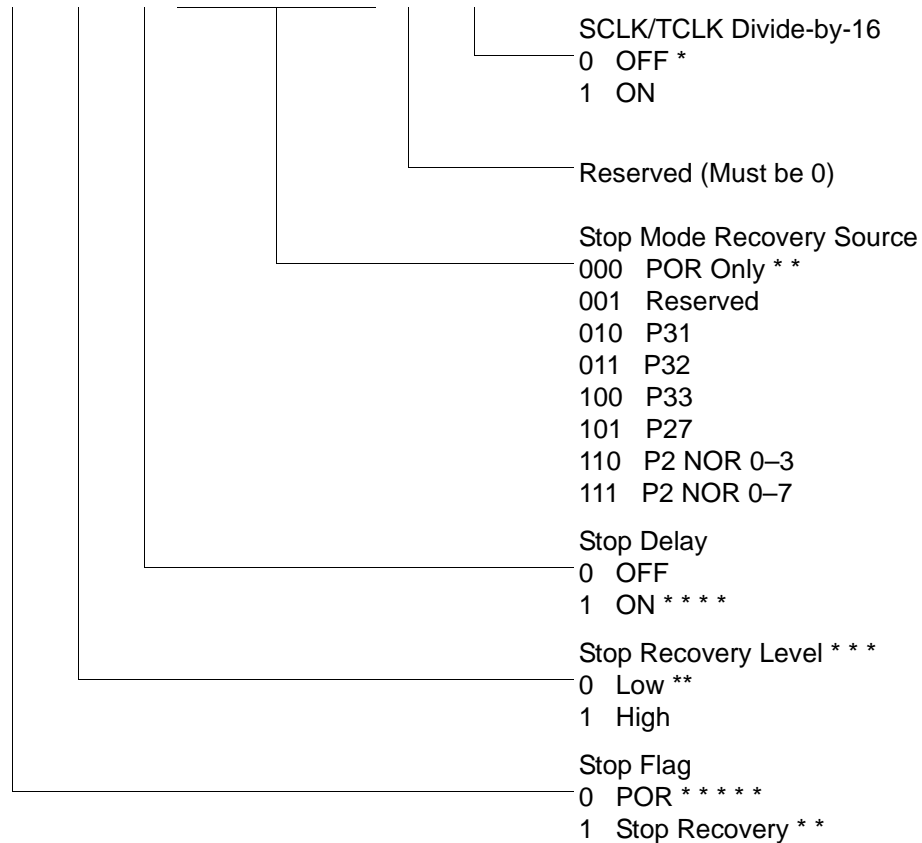 SCLK/TCLK Divide-by-16
0 OFF *
1 ON
Reserved (Must be 0)
Stop Mode Recovery Source
000 POR Only * *
001 Reserved
010 P31
011 P32
100 P33
101 P27
110 P2 NOR 0–3
111 P2 NOR 0–7
Stop Delay
0 OFF
1 ON * * * *
Stop Recovery Level * * *
0 Low **
1 High
Stop Flag
0 POR * * * * *
1 Stop Recovery * *